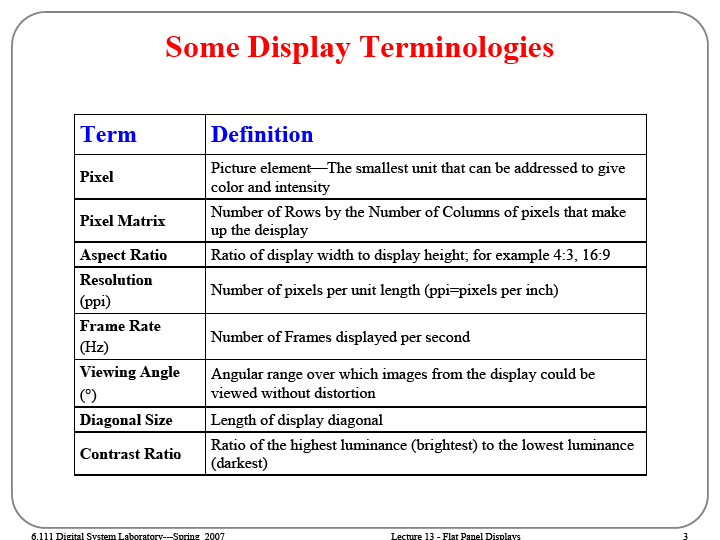 Some Display Terminologies
Term Definition
Pixel Picture element—The smallest unit that can be addressed to give
color and intensity
Pixel Matrix Number of Rows by the Number of Columns of pixels that make
up the deisplay
Aspect Ratio Ratio of display width to display height; for example 4:3, 16:9
Resolution
(ppi) Number of pixels per unit length (ppi=pixels per inch)
Frame Rate
(Hz) Number of Frames displayed per second
Viewing Angle
(°) Angular range over which images from the display could be
viewed without distortion
Diagonal Size Length of display diagonal
Contrast Ratio Ratio of the highest luminance (brightest) to the lowest luminance
(darkest)
6.111 Digital System Laboratory---Spring 2007 Lecture 13 - Flat Panel Displays 3